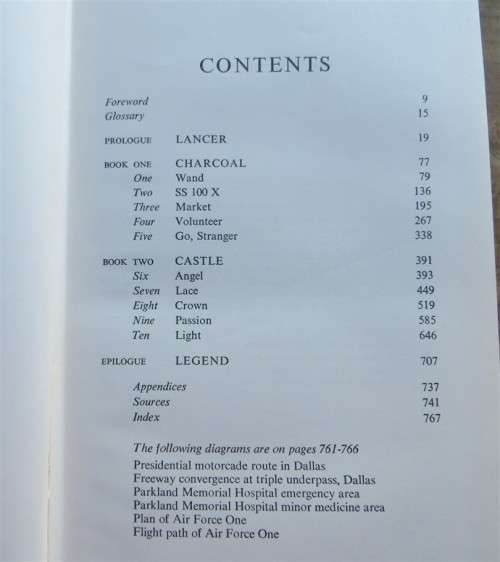 CONTENTS
Foreword 9
Glossary 15
PROLOGUE LANCER 19
BOOK ONE CHARCOAL 77
One Wand 79
Two SS 100 X 136
Three Market 195
Four Volunteer 267
Five Go, Stranger 338
BOOK TWO CASTLE 391
Six Angel 393
Seven Lace 449
Eight Crown 519
Nine Passion 585
Ten Light 646
EPILOGUE LEGEND 707
Appendices 737
Sources 741
Index 767
The following diagrams are on pages 761-766
Presidential motorcade route in Dallas
Freeway convergence at triple underpass, Dallas
Parkland Memorial Hospital emergency area
Parkland Memorial Hospital minor medicine area
Plan of Air Force One
Flight path of Air Force One